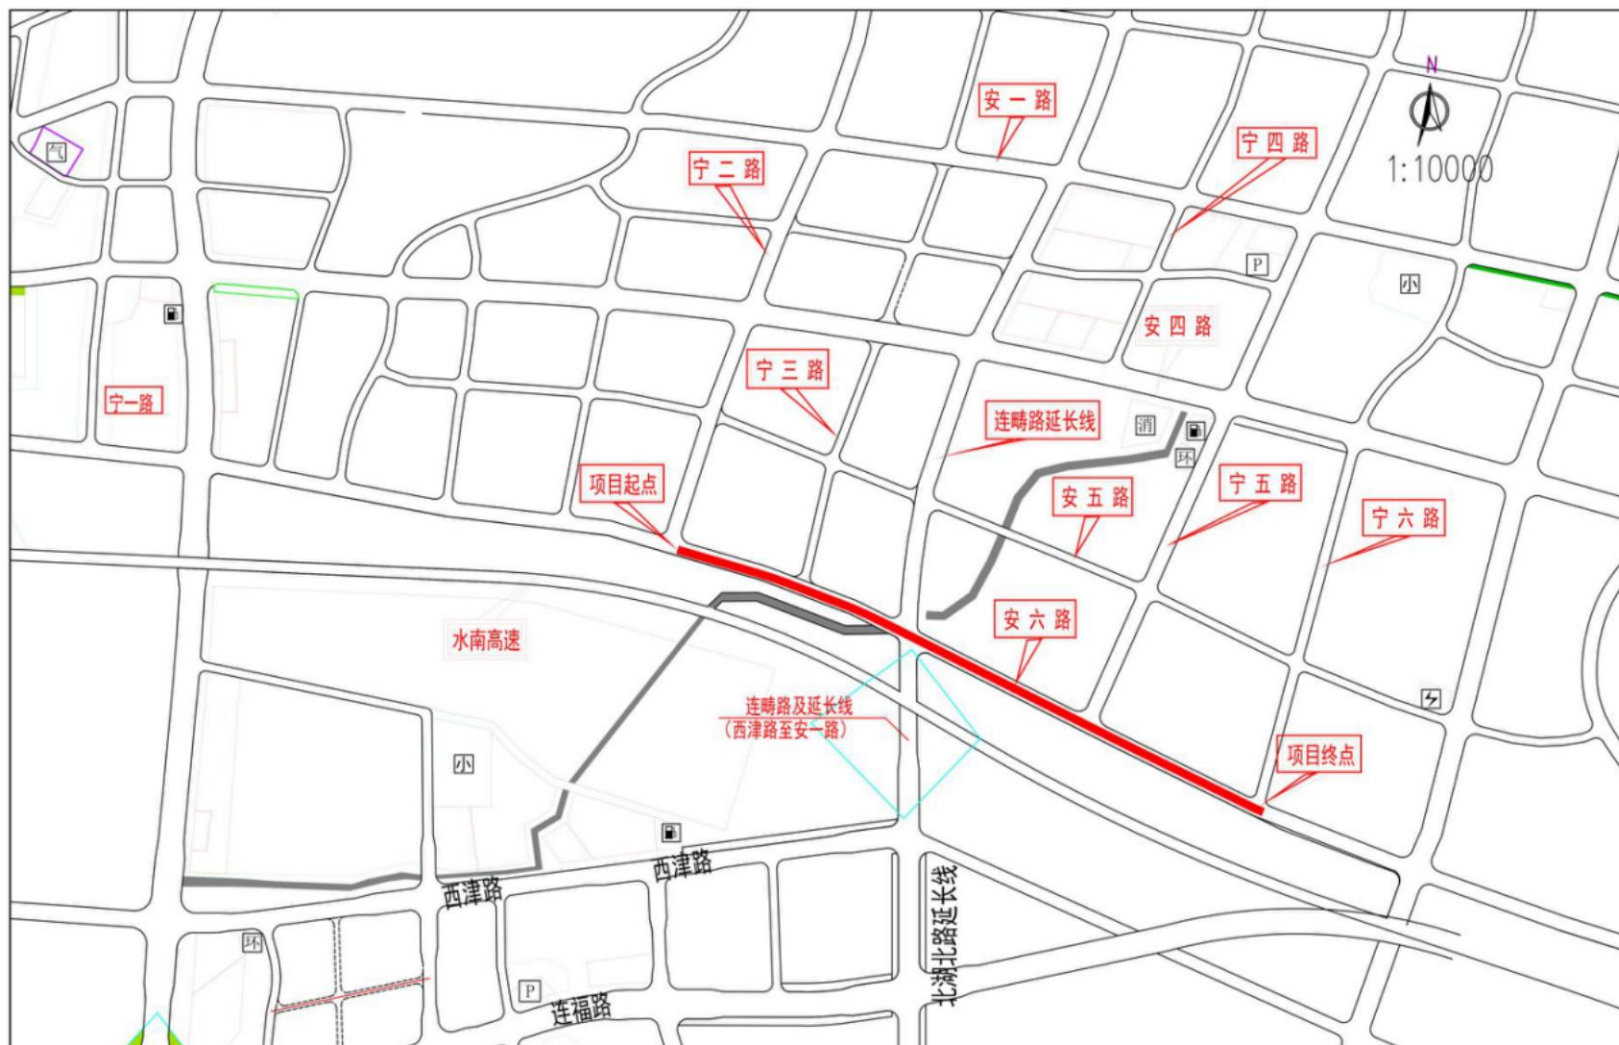 N
安一路
宁四路
气
宁二路
1:10000
P
小
安四路
宁三路
宁一路
连畴路延长线
消
环
项目起点
安五路
宁五路
宁六路
安六路
水南高速
连畴路及延长线
（西津路至安一路）
项目终点
小
西津路
西津路
北湖北路延长线
环
P
连福路